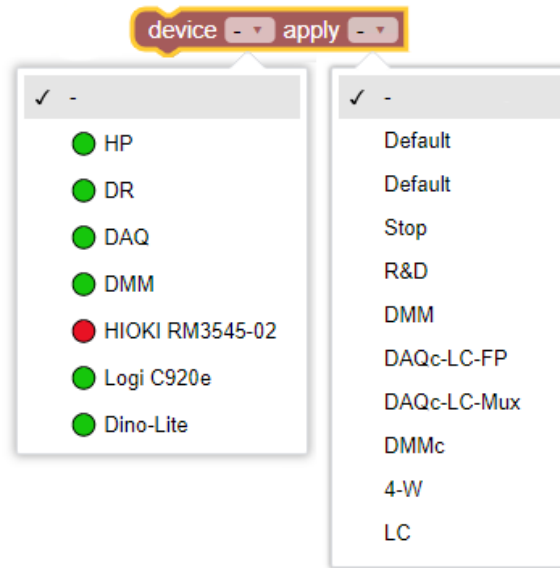 device - apply -
✓ -
HP
DR
DAQ
DMM
HIOKI RM3545-02
Logi C920e
Dino-Lite
✓ -
Default
Default
Stop
R&D
DMM
DAQc-LC-FP
DAQc-LC-Mux
DMMc
4-W
LC